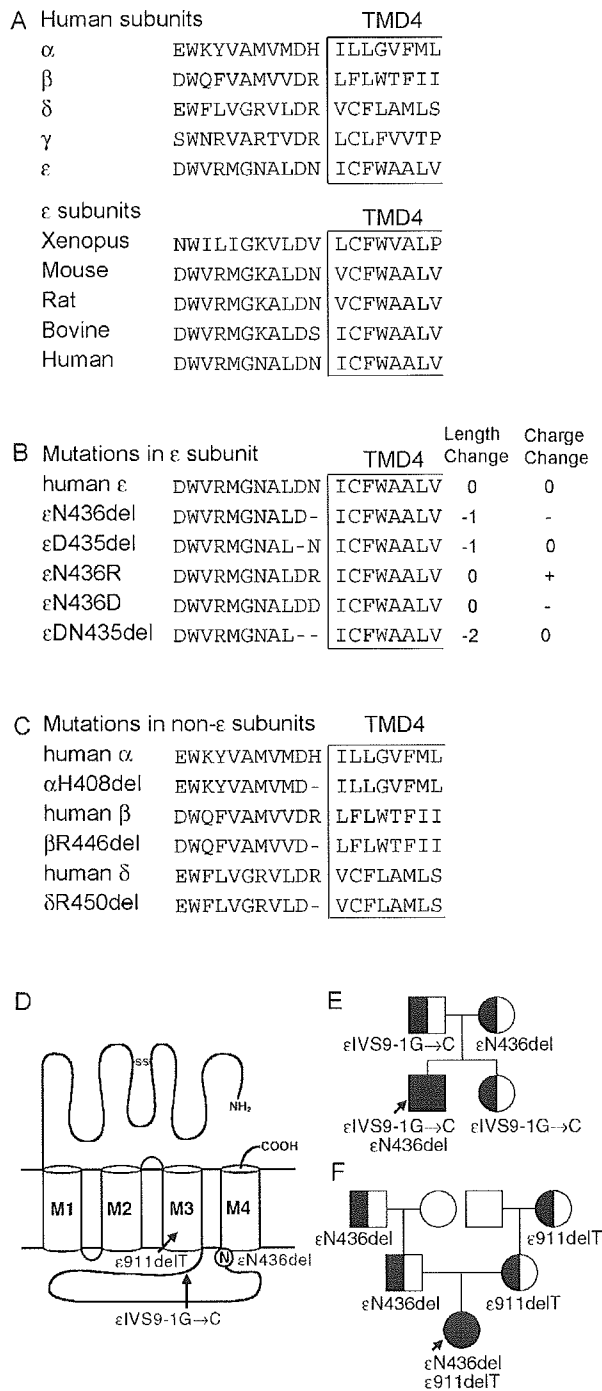 A Human subunits TMD4
α EWKYVAMVMDH ILLGVFML
β DWQFVAMVVDR LFLWTFII
δ EWFLVGRVLDR VCFLAMLS
γ SWNRVARTVDR LCLFVVTP
ε DWVRMGNALDN ICFWAALV
ε subunits TMD4
Xenopus NWILIGKVLDV LCFWVALP
Mouse DWVRMGKALDN VCFWAALV
Rat DWVRMGKALDN VCFWAALV
Bovine DWVRMGKALDS ICFWAALV
Human DWVRMGNALDN ICFWAALV
B Mutations in ε subunit TMD4 Length Change Charge Change
human ε DWVRMGNALDN ICFWAALV 0 0
εN436del DWVRMGNALD- ICFWAALV -1 -
εD435del DWVRMGNAL-N ICFWAALV -1 0
εN436R DWVRMGNALDR ICFWAALV 0 +
εN436D DWVRMGNALDD ICFWAALV 0 -
εDN435del DWVRMGNAL-- ICFWAALV -2 0
C Mutations in non-ε subunits TMD4
human α EWKYVAMVMDH ILLGVFML
αH408del EWKYVAMVMD- ILLGVFML
human β DWQFVAMVVDR LFLWTFII
βR446del DWQFVAMVVD- LFLWTFII
human δ EWFLVGRVLDR VCFLAMLS
δR450del EWFLVGRVLD- VCFLAMLS
D
SS
NH₂
COOH
M1 M2 M3 M4
ε911delT
N εN436del
εIVS9-1G→C
E
εIVS9-1G→C εN436del
εIVS9-1G→C εIVS9-1G→C
εN436del
F
εN436del ε911delT
εN436del ε911delT
εN436del
ε911delT